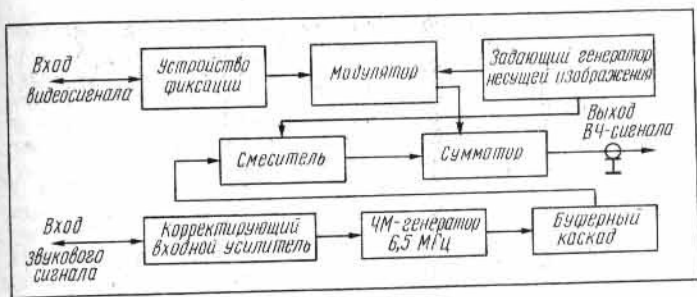 Вход
видеосигнала
Устройство
фиксации
Модулятор
Задающий генератор
несущей изображения
Выход
ВЧ-сигнала
Смеситель
Сумматор
Вход
звукового
сигнала
Корректирующий
входной усилитель
ЧМ-генератор
6,5 МГц
Буферный
каскад